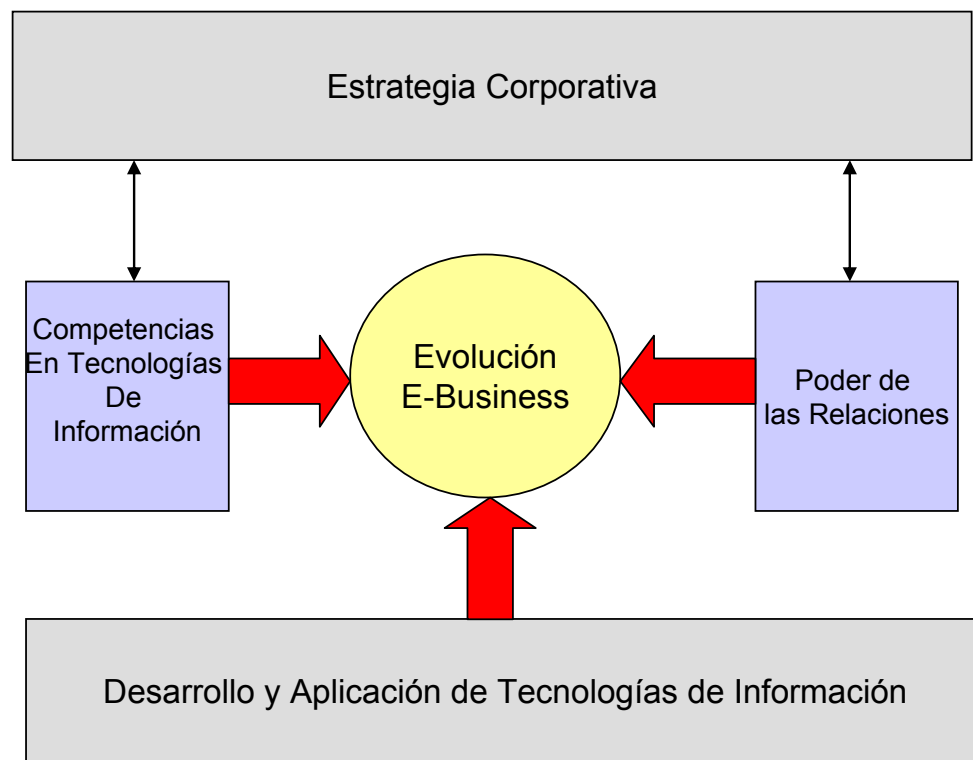 Estrategia Corporativa
Competencias
En Tecnologías
De
Información
Evolución
E-Business
Poder de
las Relaciones
Desarrollo y Aplicación de Tecnologías de Información